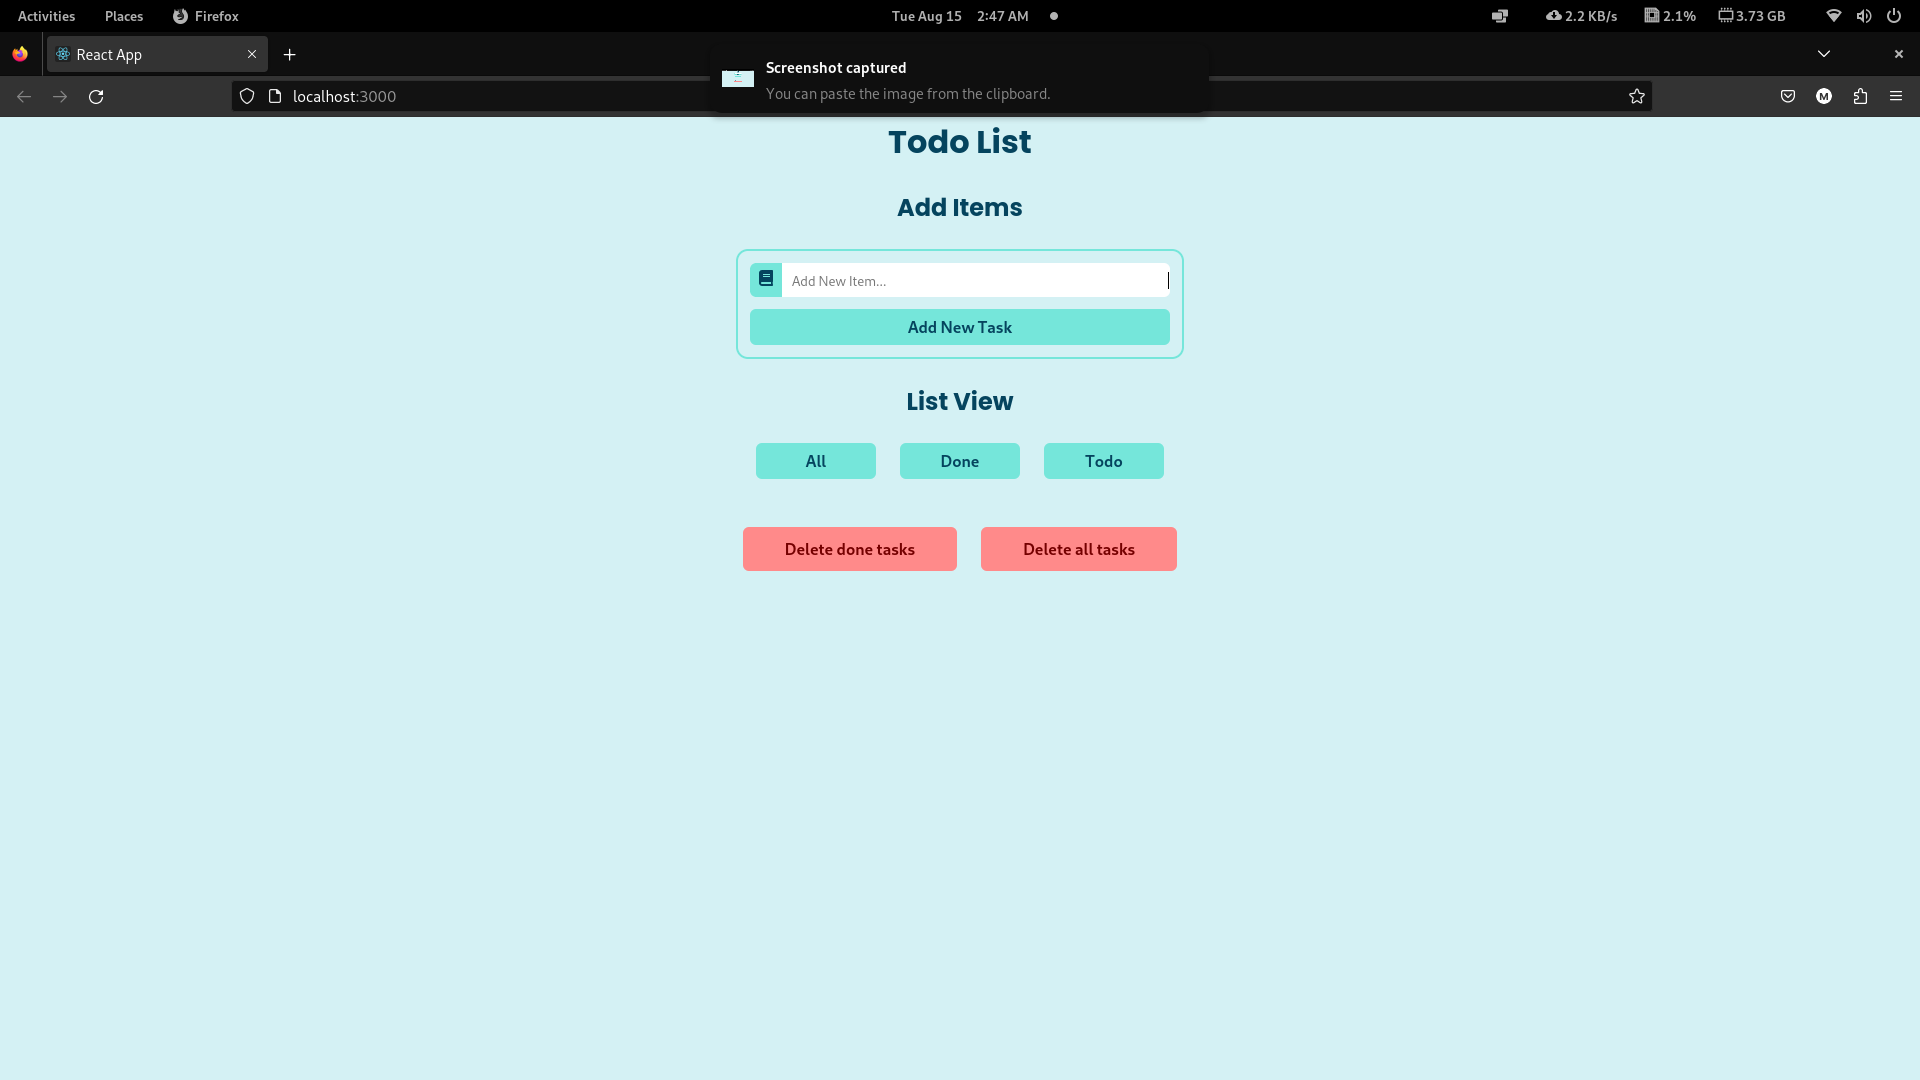 Activities Places Firefox Tue Aug 15 2:47 AM 2.2 KB/s 2.1% 3.73 GB
React App
Screenshot captured
You can paste the image from the clipboard.
localhost:3000 M
Todo List
Add Items
Add New Item...
Add New Task
List View
All Done Todo
Delete done tasks Delete all tasks